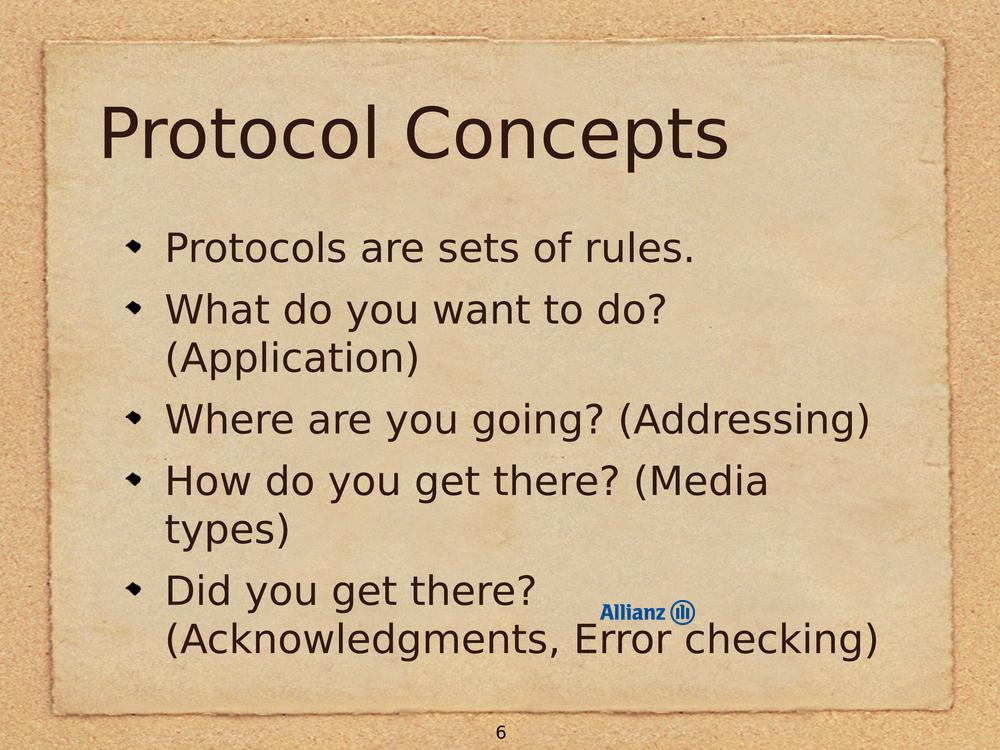 Protocol Concepts
Protocols are sets of rules.
What do you want to do?
(Application)
Where are you going? (Addressing)
How do you get there? (Media
types)
Did you get there?
Allianz
(Acknowledgments, Error checking)
6